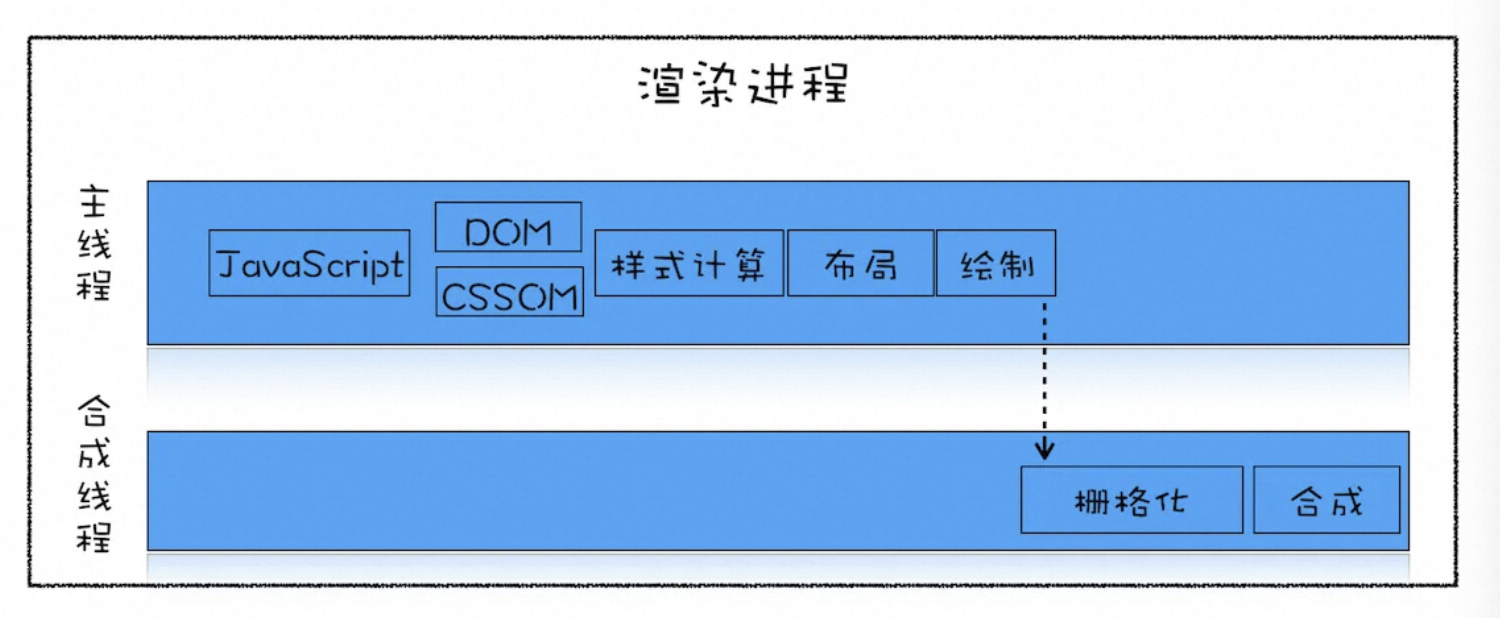 渲染进程
主线程
JavaScript
DOM
CSSOM
样式计算
布局
绘制
合成线程
栅格化
合成